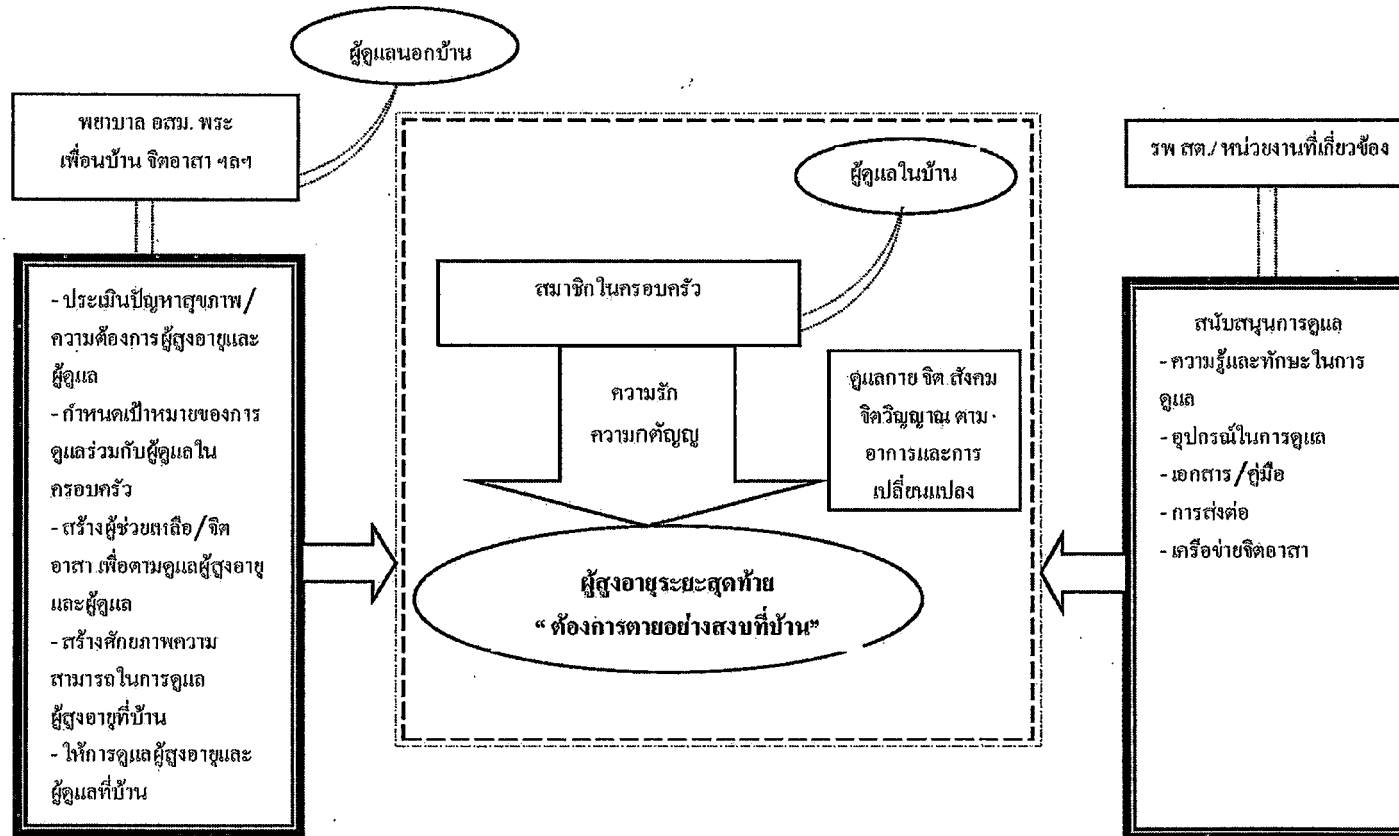 ผู้ดูแลนอกบ้าน
พยาบาล อสม. พระ
เพื่อนบ้าน จิตอาสา ฯลฯ
- ประเมินปัญหาสุขภาพ/
ความต้องการผู้สูงอายุและ
ผู้ดูแล
- กำหนดเป้าหมายของการ
ดูแลร่วมกับผู้ดูแลใน
ครอบครัว
- สร้างผู้ช่วยเหลือ/จิต
อาสา เพื่อตามดูแลผู้สูงอายุ
และผู้ดูแล
- สร้างศักยภาพความ
สามารถในการดูแล
ผู้สูงอายุที่บ้าน
- ให้การดูแลผู้สูงอายุและ
ผู้ดูแลที่บ้าน
ผู้ดูแลในบ้าน
สมาชิกในครอบครัว
ความรัก
ความกตัญญู
ดูแลกาย จิต สังคม
จิตวิญญาณ ตาม
อาการและการ
เปลี่ยนแปลง
ผู้สูงอายุระยะสุดท้าย
“ ต้องการตายอย่างสงบที่บ้าน”
รพ สต./ หน่วยงานที่เกี่ยวข้อง
สนับสนุนการดูแล
- ความรู้และทักษะในการ
ดูแล
- อุปกรณ์ในการดูแล
- เอกสาร/คู่มือ
- การส่งต่อ
- เครือข่ายจิตอาสา